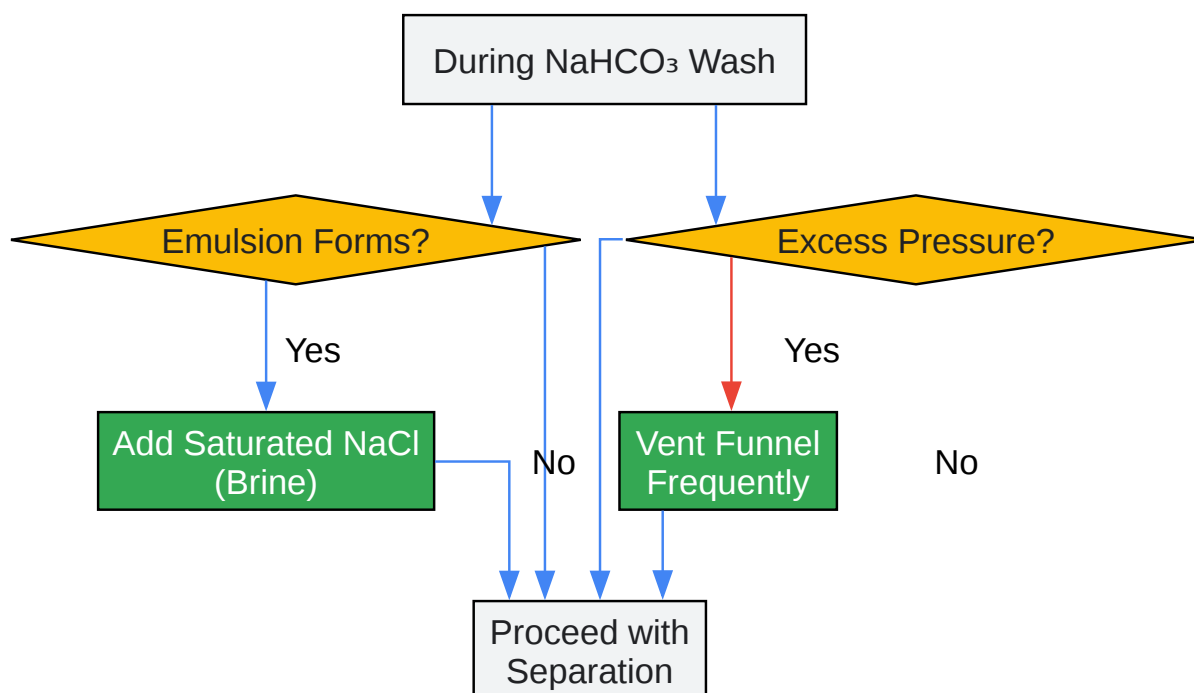 During NaHCO₃ Wash
Emulsion Forms?
Excess Pressure?
Yes
Yes
Add Saturated NaCl
(Brine)
No
Vent Funnel
Frequently
No
Proceed with
Separation